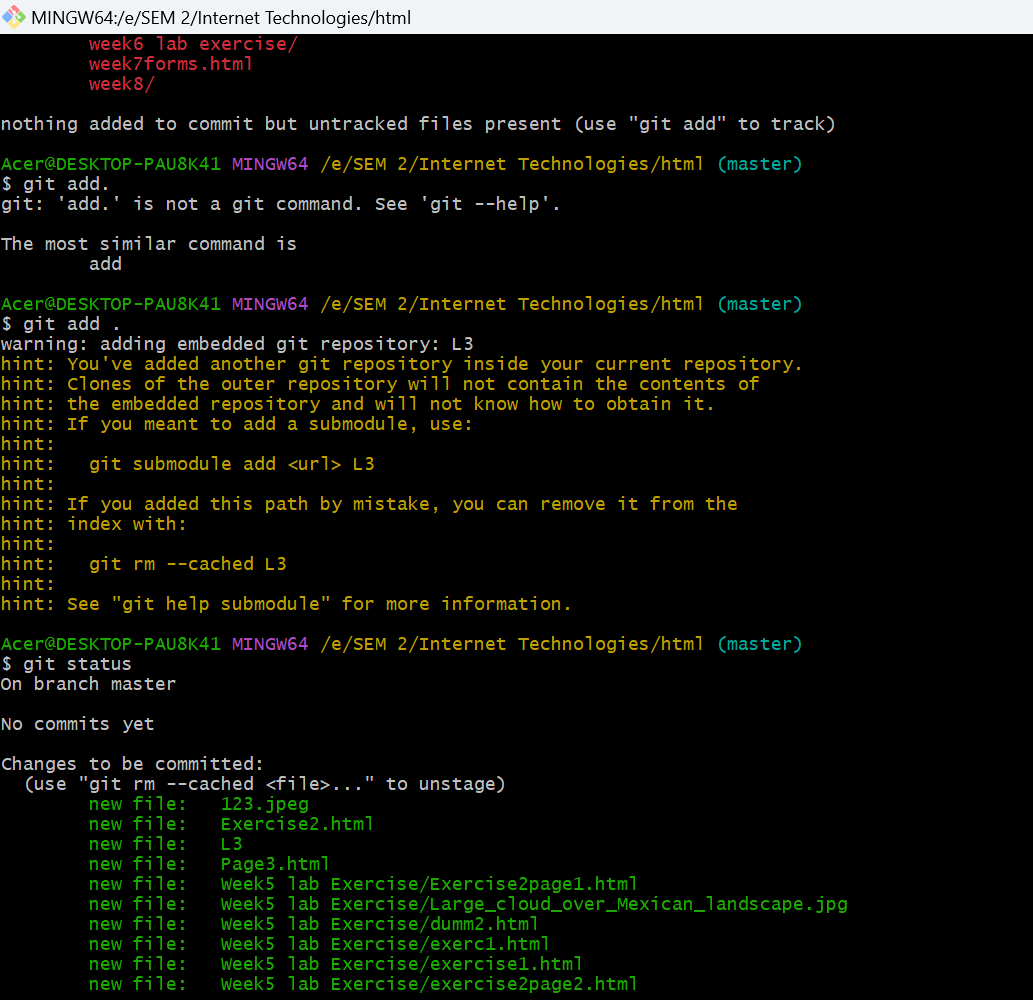 MINGW64:/e/SEM 2/Internet Technologies/html
week6 lab exercise/
week7forms.html
week8/
nothing added to commit but untracked files present (use "git add" to track)
Acer@DESKTOP-PAU8K41 MINGW64 /e/SEM 2/Internet Technologies/html (master)
$ git add.
git: 'add.' is not a git command. See 'git --help'.
The most similar command is
add
Acer@DESKTOP-PAU8K41 MINGW64 /e/SEM 2/Internet Technologies/html (master)
$ git add .
warning: adding embedded git repository: L3
hint: You've added another git repository inside your current repository.
hint: Clones of the outer repository will not contain the contents of
hint: the embedded repository and will not know how to obtain it.
hint: If you meant to add a submodule, use:
hint:
hint:   git submodule add <url> L3
hint:
hint: If you added this path by mistake, you can remove it from the
hint: index with:
hint:
hint:   git rm --cached L3
hint:
hint: See "git help submodule" for more information.
Acer@DESKTOP-PAU8K41 MINGW64 /e/SEM 2/Internet Technologies/html (master)
$ git status
On branch master
No commits yet
Changes to be committed:
(use "git rm --cached <file>..." to unstage)
new file:   123.jpeg
new file:   Exercise2.html
new file:   L3
new file:   Page3.html
new file:   Week5 lab Exercise/Exercise2page1.html
new file:   Week5 lab Exercise/Large_cloud_over_Mexican_landscape.jpg
new file:   Week5 lab Exercise/dumm2.html
new file:   Week5 lab Exercise/exerc1.html
new file:   Week5 lab Exercise/exercise1.html
new file:   Week5 lab Exercise/exercise2page2.html